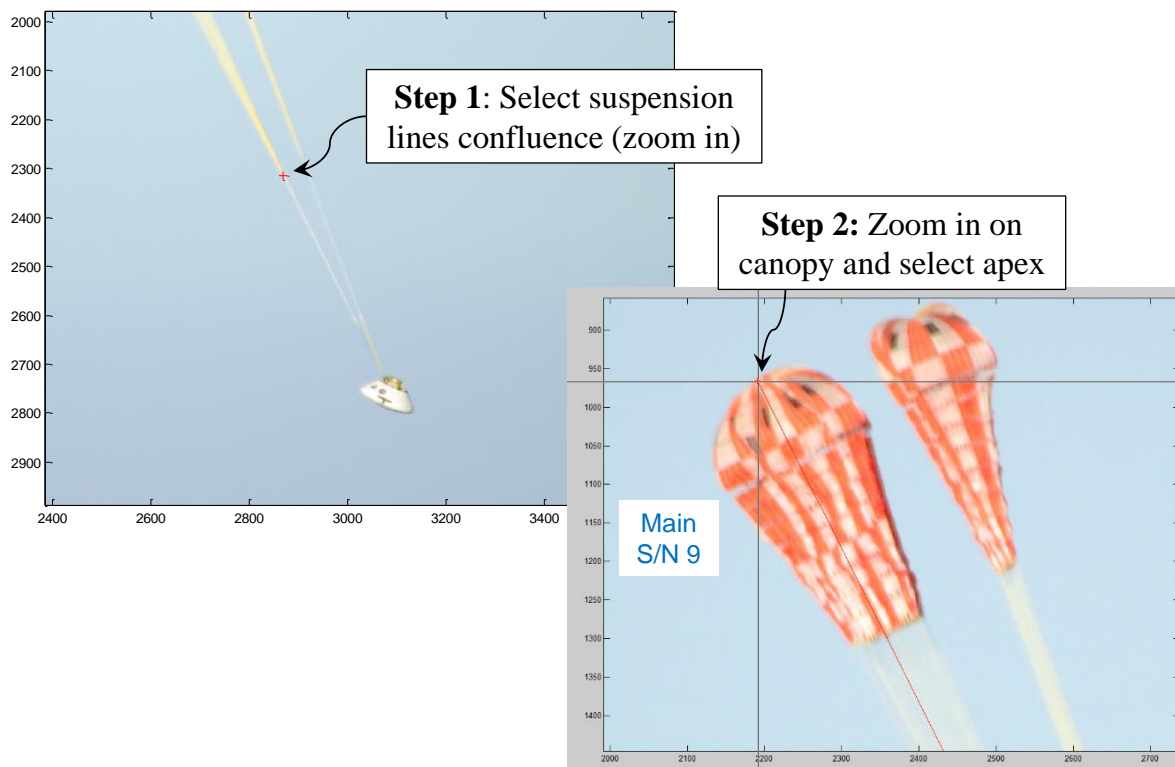 2000
2100
2200
2300
2400
2500
2600
2700
2800
2900
2400 2600 2800 3000 3200 3400
Step 1: Select suspension
lines confluence (zoom in)
Step 2: Zoom in on
canopy and select apex
900
950
1000
1050
1100
1150
1200
1250
1300
1350
1400
2000 2100 2200 2300 2400 2500 2600 2700
Main
S/N 9